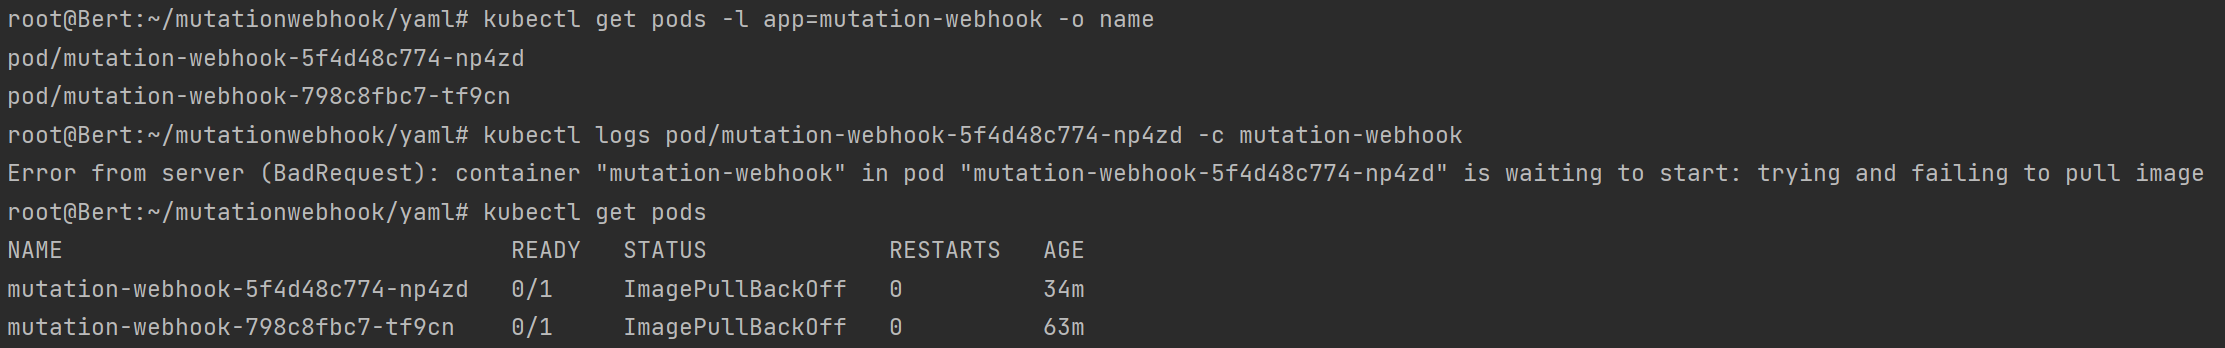 root@Bert:~/mutationwebhook/yaml# kubectl get pods -l app=mutation-webhook -o name
pod/mutation-webhook-5f4d48c774-np4zd
pod/mutation-webhook-798c8fbc7-tf9cn
root@Bert:~/mutationwebhook/yaml# kubectl logs pod/mutation-webhook-5f4d48c774-np4zd -c mutation-webhook
Error from server (BadRequest): container "mutation-webhook" in pod "mutation-webhook-5f4d48c774-np4zd" is waiting to start: trying and failing to pull image
root@Bert:~/mutationwebhook/yaml# kubectl get pods
NAME                                READY   STATUS             RESTARTS   AGE
mutation-webhook-5f4d48c774-np4zd   0/1     ImagePullBackOff   0          34m
mutation-webhook-798c8fbc7-tf9cn    0/1     ImagePullBackOff   0          63m